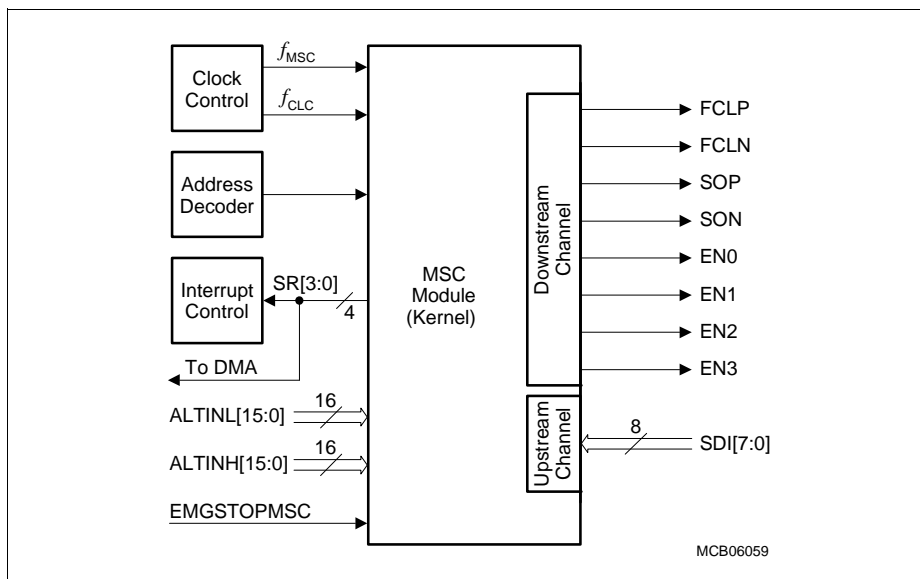 Clock
Control
fMSC
fCLC
Address
Decoder
Interrupt
Control
SR[3:0]
4
To DMA
ALTINL[15:0]
16
ALTINH[15:0]
16
EMGSTOPMSC
MSC
Module
(Kernel)
Downstream
Channel
Upstream
Channel
FCLP
FCLN
SOP
SON
EN0
EN1
EN2
EN3
8
SDI[7:0]
MCB06059